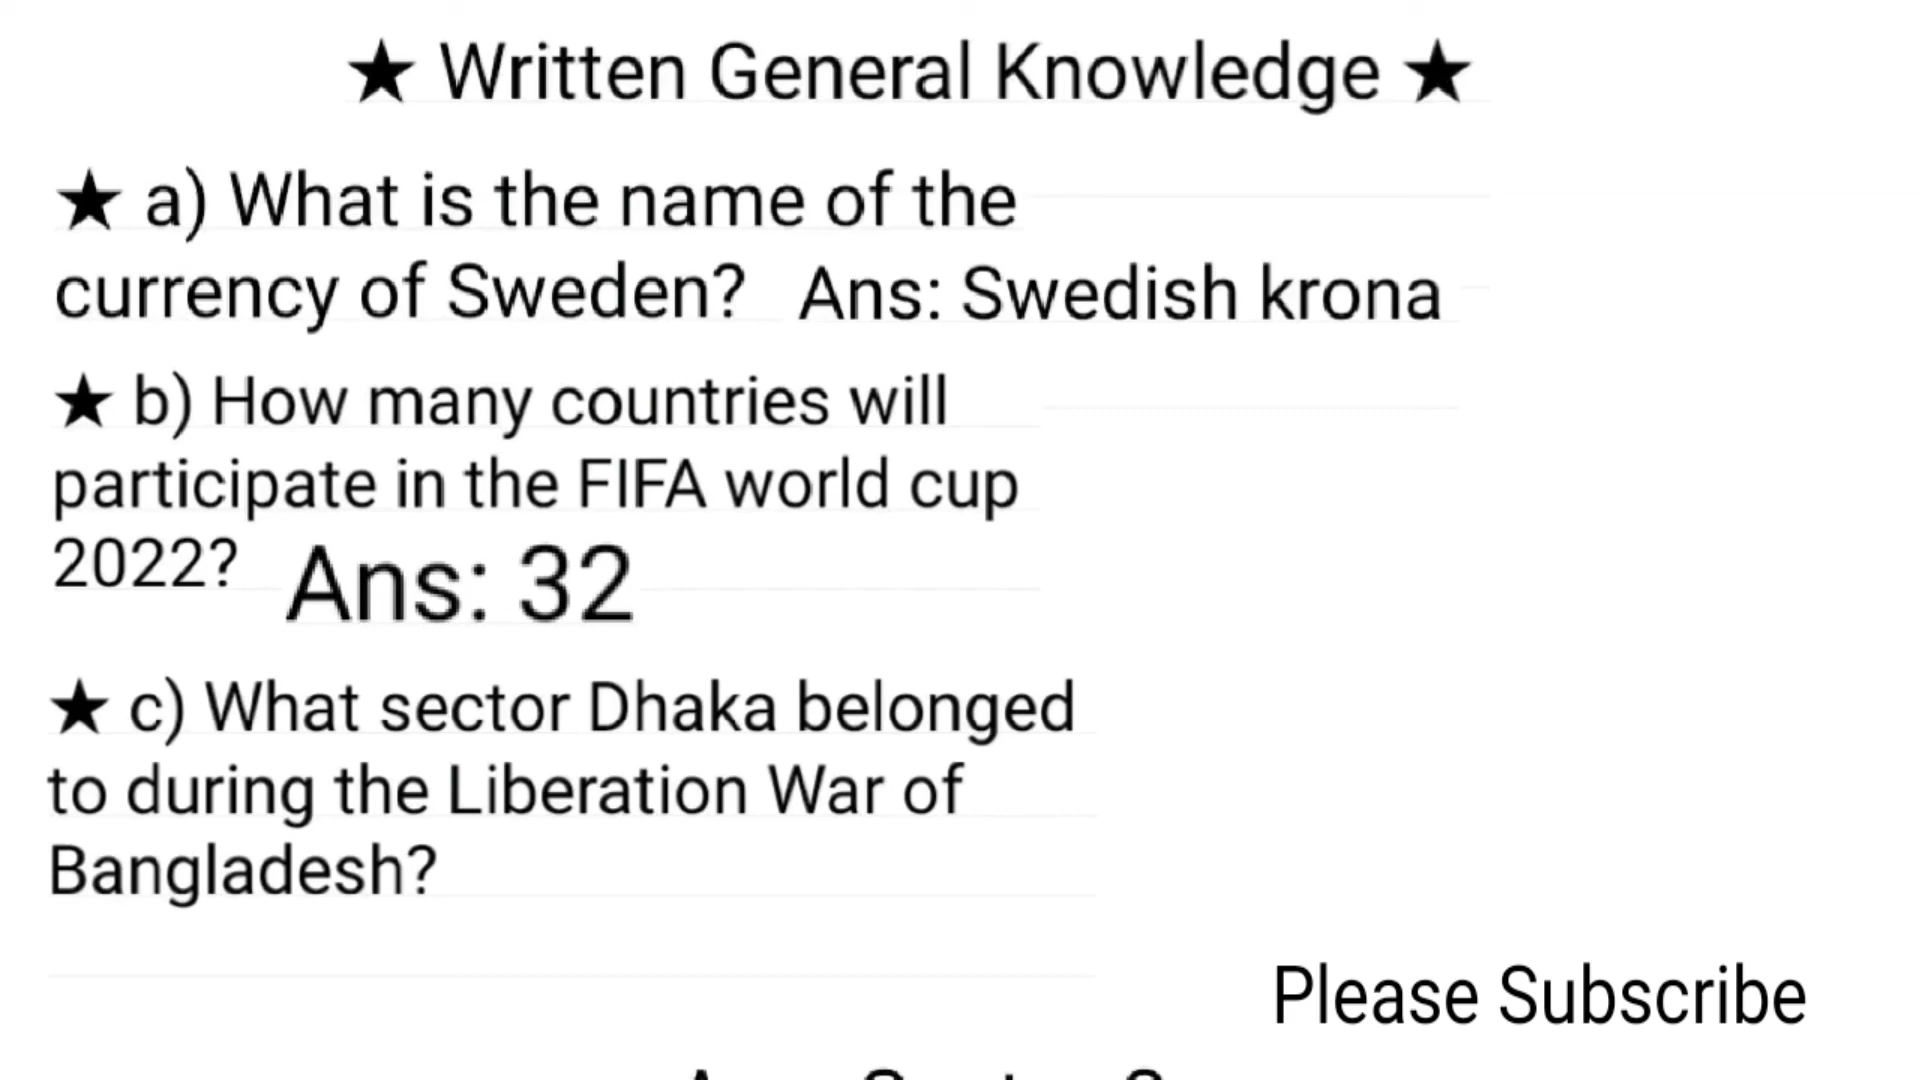 ★ Written General Knowledge ★
★ a) What is the name of the
currency of Sweden? Ans: Swedish krona
★ b) How many countries will
participate in the FIFA world cup
2022? Ans: 32
★ c) What sector Dhaka belonged
to during the Liberation War of
Bangladesh?
Please Subscribe